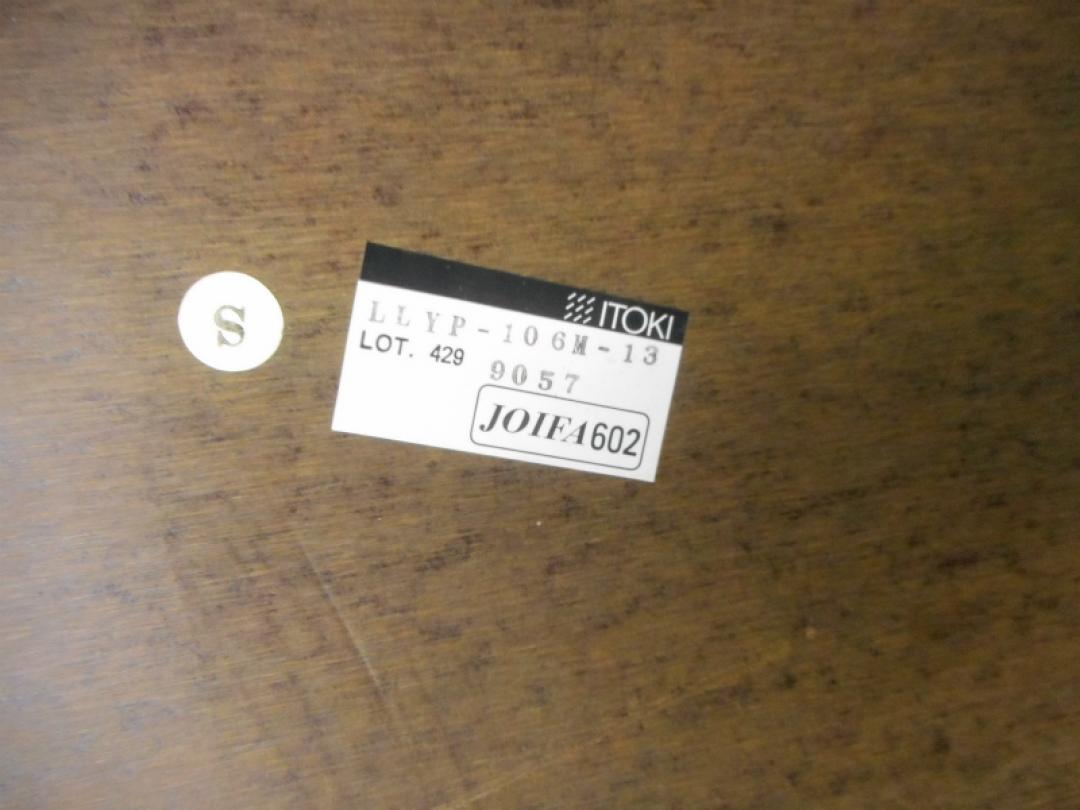 S
ITOKI
LLYP-106M-13
LOT. 429
9057
JOIFA602